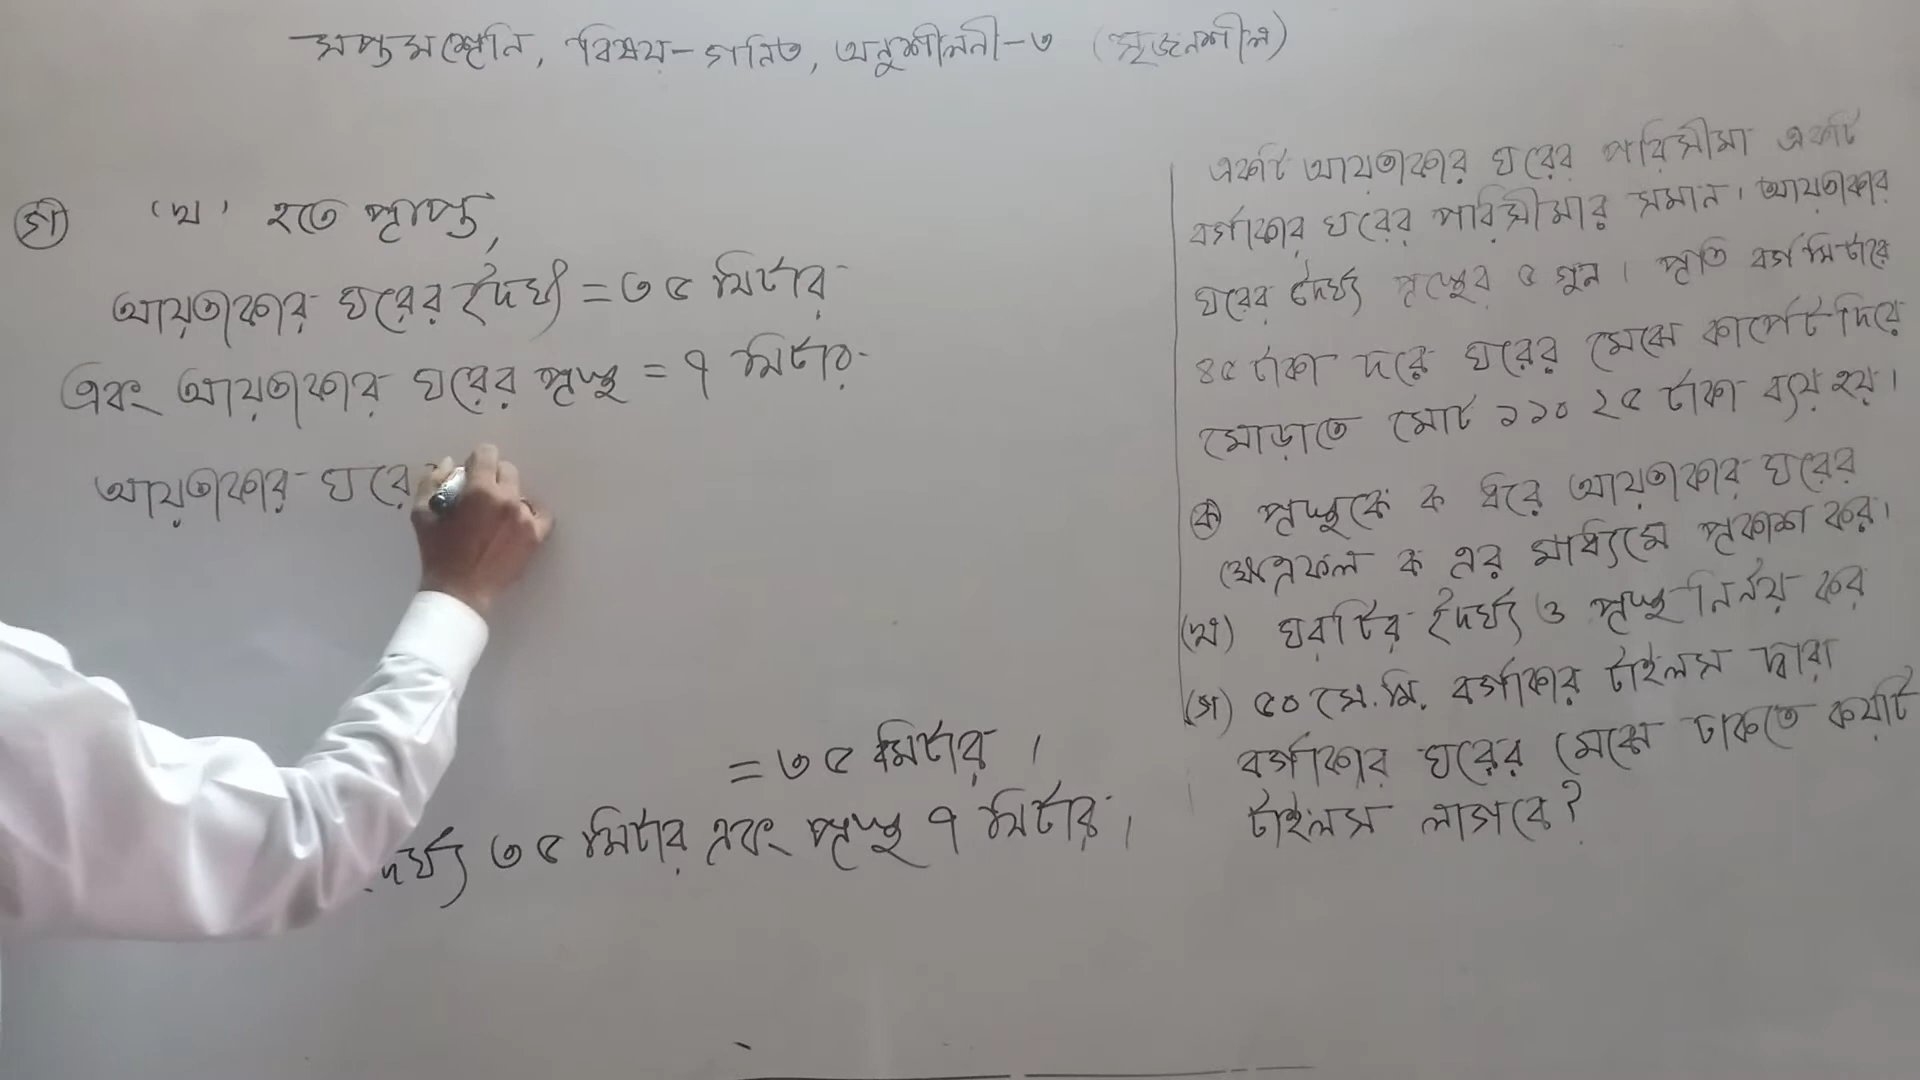 সপ্তম শ্রেনি, বিষয়-গনিত, অনুশীলনী-৩ (সৃজনশীল)
গ) 'খ' হতে প্রাপ্ত,
আয়তাকার ঘরের দৈর্ঘ্য = ৩৫ মিটার
এবং আয়তাকার ঘরের প্রস্থ = ৭ মিটার
আয়তাকার ঘরে
= ৩৫ মিটার।
দৈর্ঘ্য ৩৫ মিটার এবং প্রস্থ ৭ মিটার।
একটি আয়তাকার ঘরের পরিসীমা একটি
বর্গাকার ঘরের পরিসীমার সমান। আয়তাকার
ঘরের দৈর্ঘ্য প্রস্থের ৫ গুন। প্রতি বর্গ মিটারে
৪৫ টাকা দরে ঘরের মেঝে কার্পেট দিয়ে
মোড়াতে মোট ১১০২৫ টাকা ব্যয় হয়।
ক) প্রস্থকে ক ধরে আয়তাকার ঘরের
ক্ষেত্রফল ক এর মাধ্যমে প্রকাশ কর।
(খ) ঘরটির দৈর্ঘ্য ও প্রস্থ নির্নয় কর
(গ) ৫০ সে.মি. বর্গাকার টাইলস দ্বারা
বর্গাকার ঘরের মেঝে ঢাকতে কয়টি
টাইলস লাগবে?